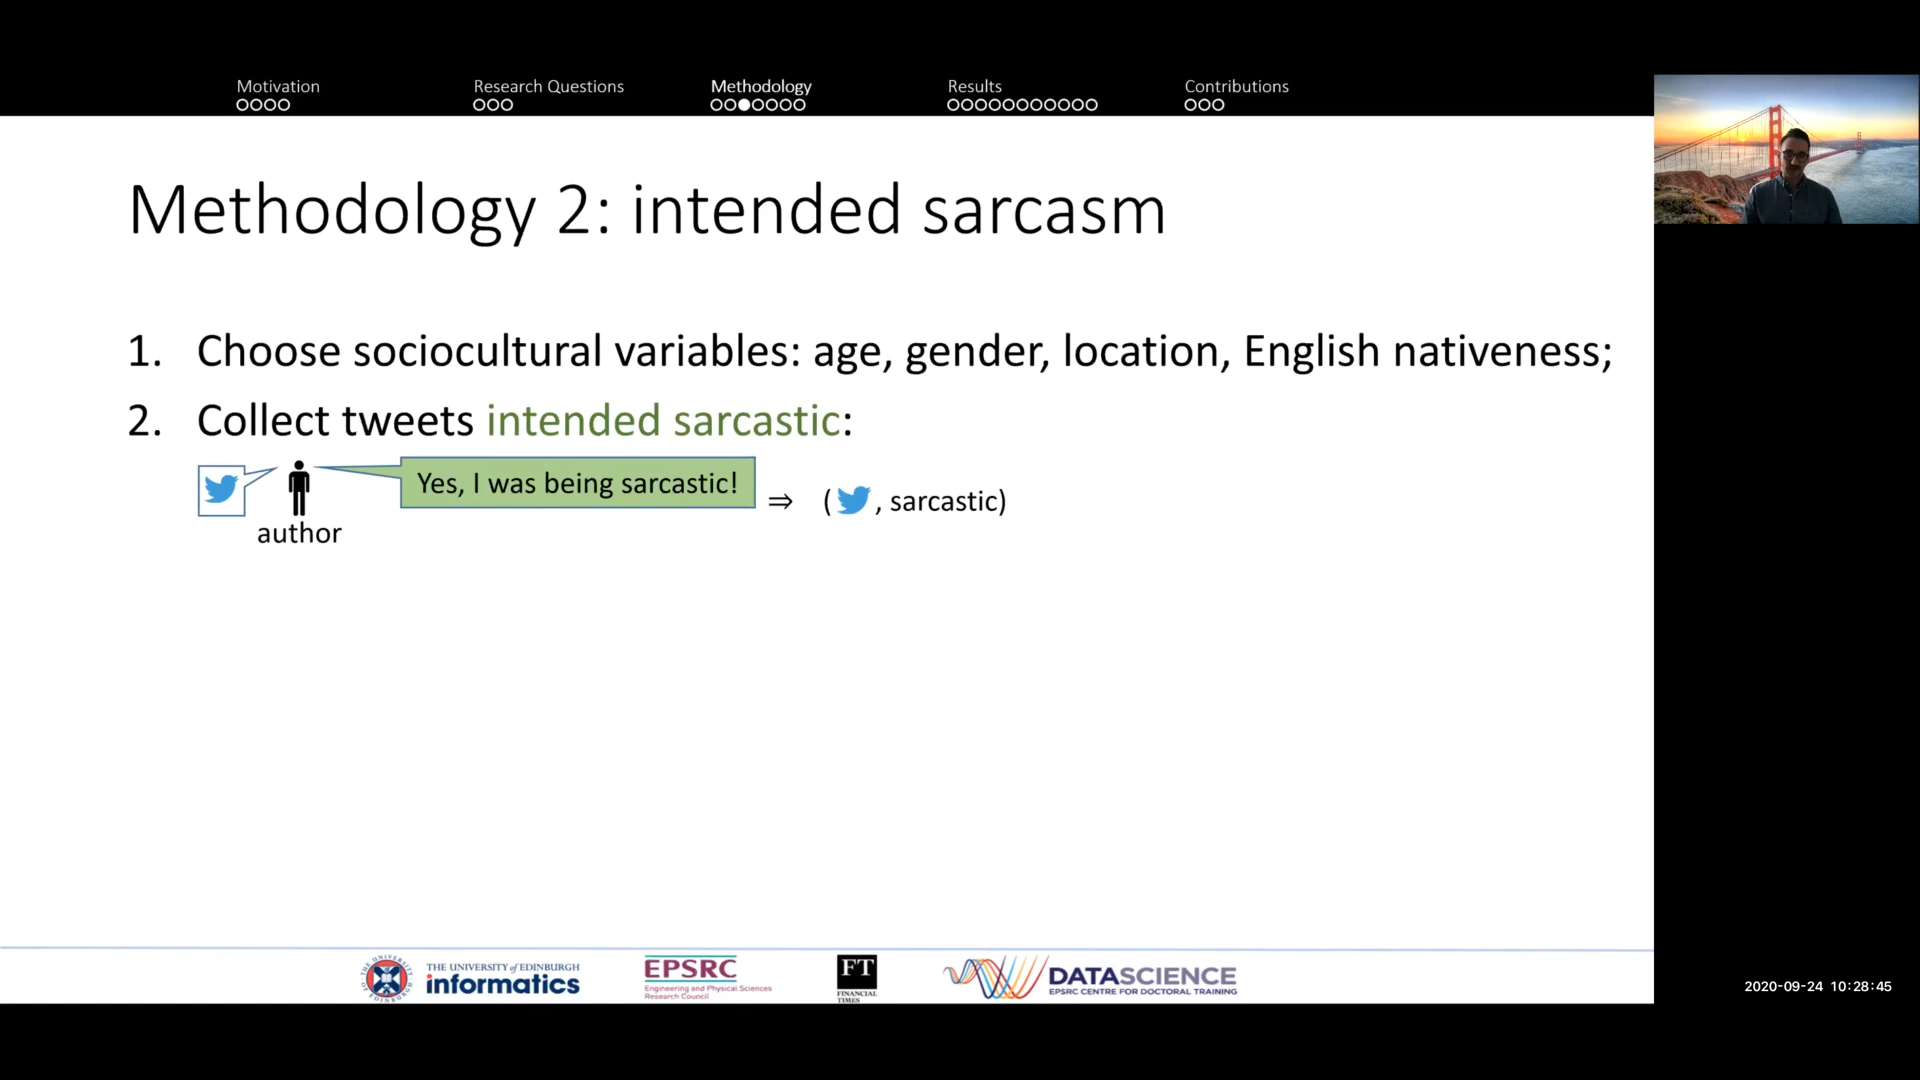 Motivation
Research Questions
Methodology
Results
Contributions
Methodology 2: intended sarcasm
1. Choose sociocultural variables: age, gender, location, English nativeness;
2. Collect tweets intended sarcastic:
Yes, I was being sarcastic!
⇒ ( , sarcastic)
author
THE UNIVERSITY of EDINBURGH
informatics
EPSRC
Engineering and Physical Sciences
Research Council
FT
FINANCIAL
TIMES
DATASCIENCE
EPSRC CENTRE FOR DOCTORAL TRAINING
2020-09-24 10:28:45